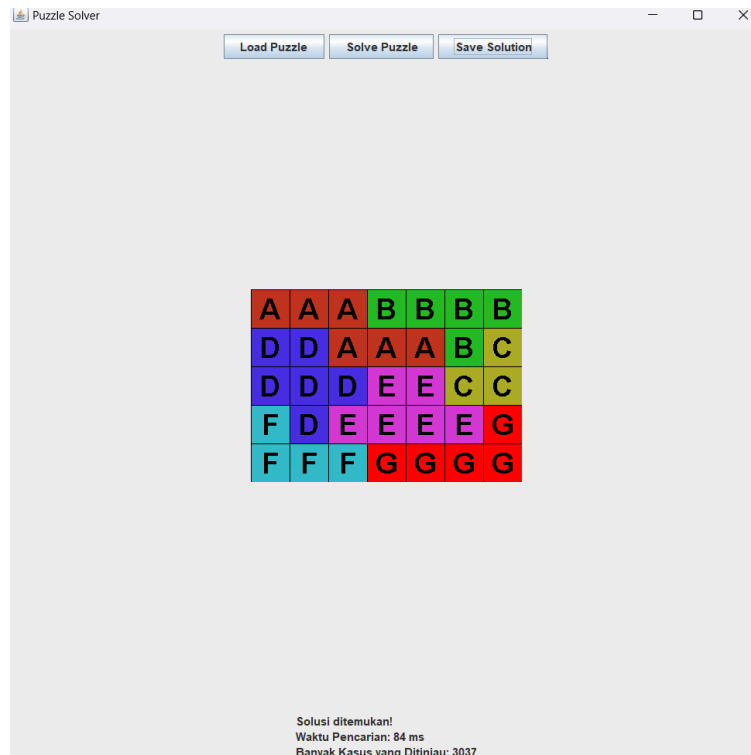 Puzzle Solver
Load Puzzle Solve Puzzle Save Solution
A A A B B B B
D D A A A B C
D D D E E C C
F D E E E E G
F F F G G G G
Solusi ditemukan!
Waktu Pencarian: 84 ms
Banyak Kasus yang Ditinjau: 3037